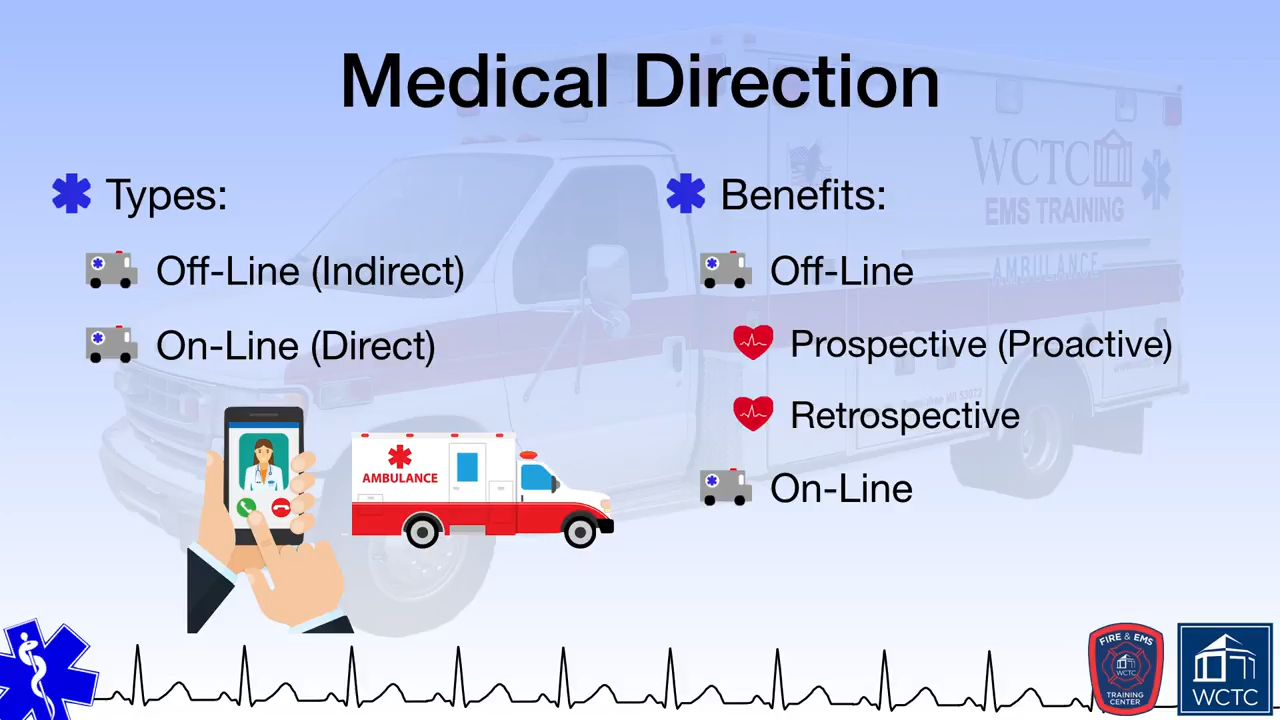 Medical Direction
Types:
Off-Line (Indirect)
On-Line (Direct)
Benefits:
Off-Line
Prospective (Proactive)
Retrospective
On-Line
AMBULANCE
WCTC
EMS TRAINING
AMBULANCE
FIRE & EMS
WCTC
TRAINING
CENTER
WCTC